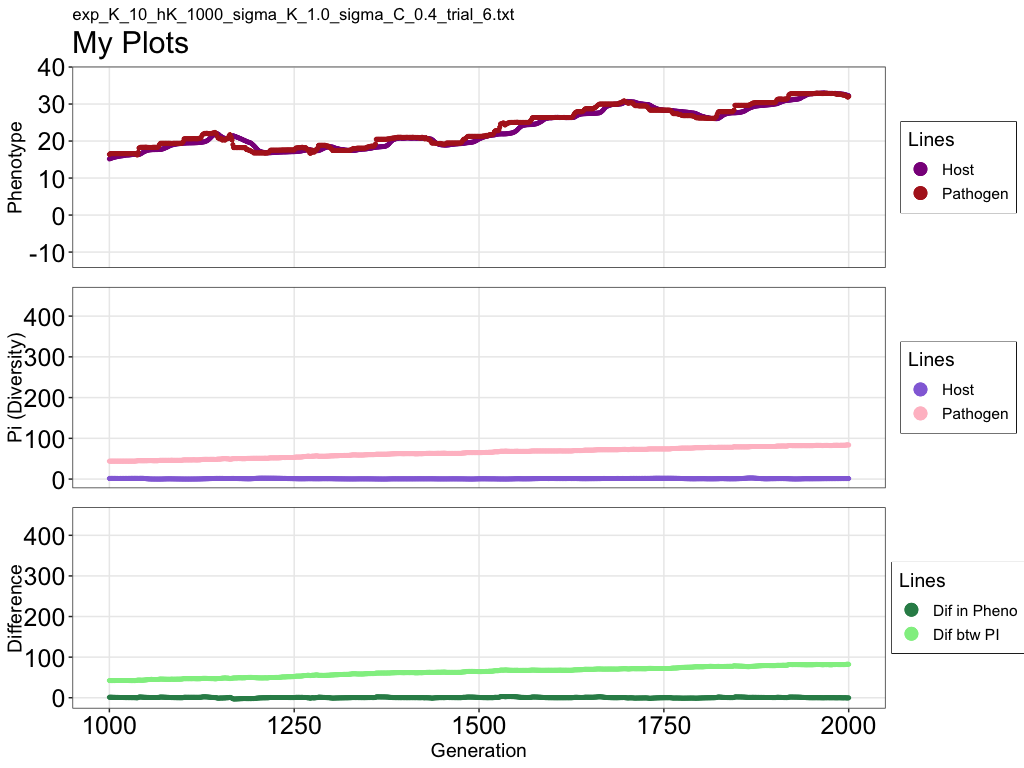 exp_K_10_hK_1000_sigma_K_1.0_sigma_C_0.4_trial_6.txt
My Plots
Phenotype
40
30
20
10
0
-10
Lines
Host
Pathogen
Pi (Diversity)
400
300
200
100
0
Lines
Host
Pathogen
Difference
400
300
200
100
0
Lines
Dif in Pheno
Dif btw PI
1000 1250 1500 1750 2000
Generation